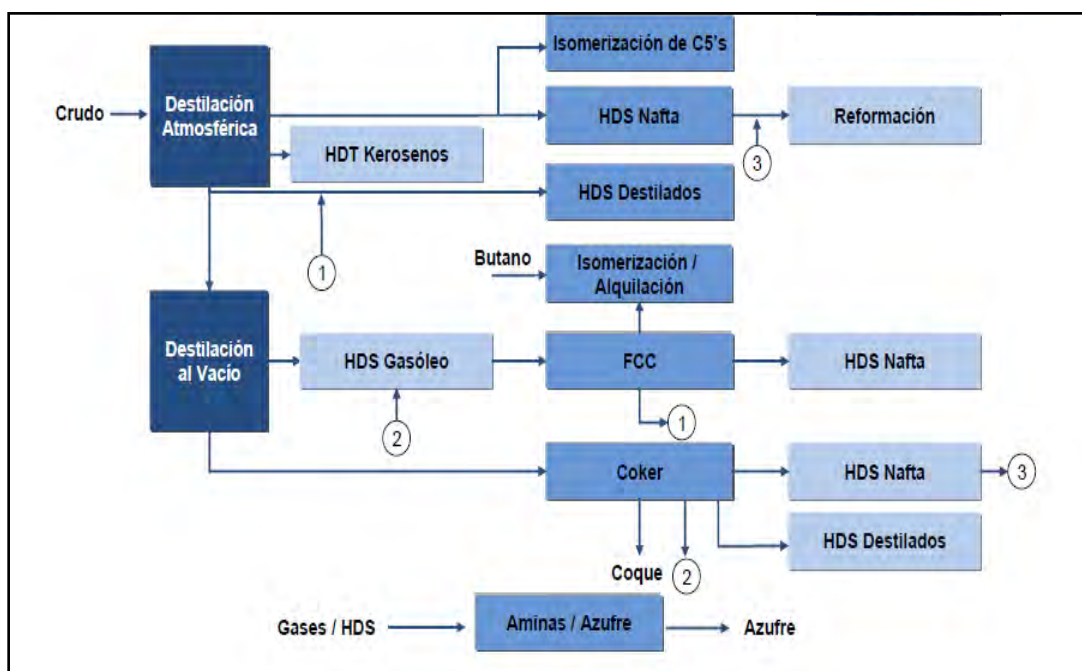 Isomerización de C5's
Crudo
Destilación
Atmosférica
HDS Nafta
Reformación
3
HDT Kerosenos
HDS Destilados
1
Butano
Isomerización /
Alquilación
Destilación
al Vacío
HDS Gasóleo
FCC
HDS Nafta
2
1
Coker
HDS Nafta
3
HDS Destilados
Coque
2
Gases / HDS
Aminas / Azufre
Azufre